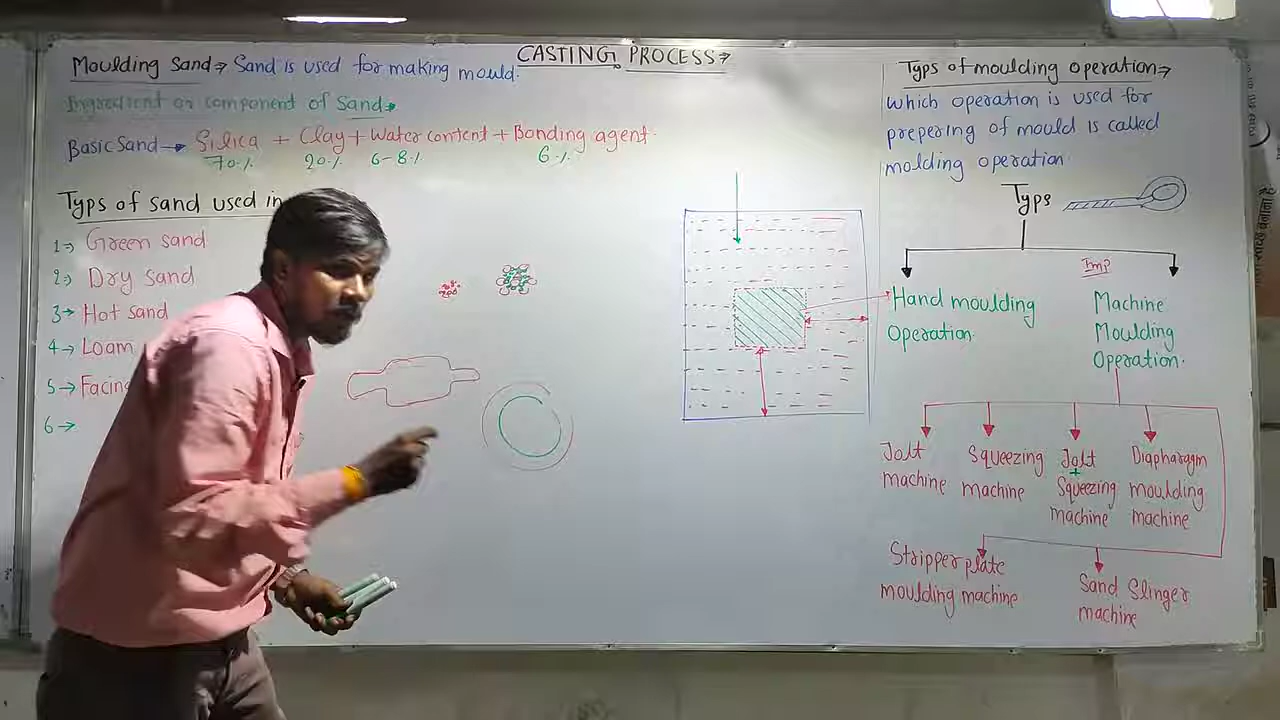 CASTING PROCESS→
Moulding Sand→ Sand is used for making mould.
Ingredient or component of Sand→
Basic Sand → Silica + Clay + Water content + Bonding agent.
70% 20% 6-8% 6%
Typs of sand used in
1→ Green sand
2→ Dry sand
3→ Hot sand
4→ Loam
5→ Facing
6→
Typs of moulding operation→
Which operation is used for
prepering of mould is called
molding operation
Typs
Imp
Hand moulding
Operation.
Machine
Moulding
Operation.
Jolt
machine
Squeezing
machine
Jolt
+
Squeezing
machine
Diapharagm
moulding
machine
Stripper plate
moulding machine
Sand Slinger
machine